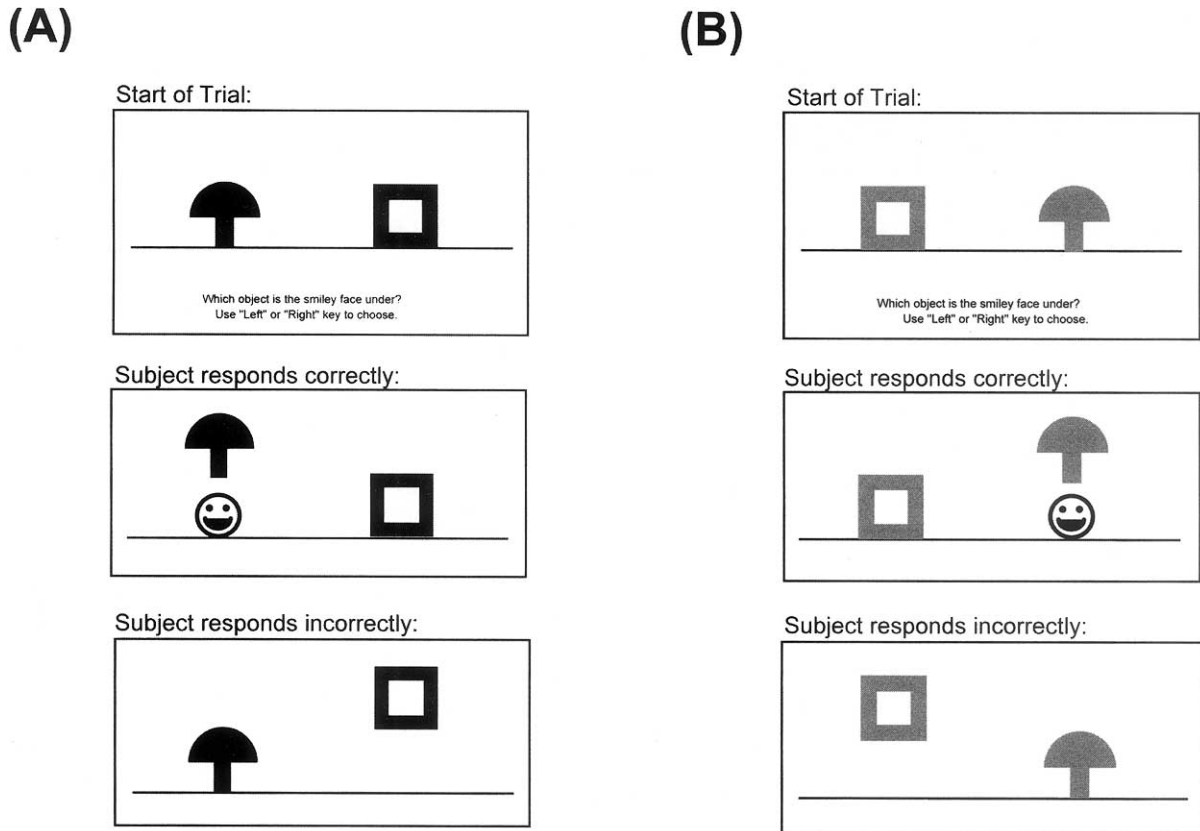 (A)
Start of Trial:
Which object is the smiley face under?
Use "Left" or "Right" key to choose.
Subject responds correctly:
Subject responds incorrectly:
(B)
Start of Trial:
Which object is the smiley face under?
Use "Left" or "Right" key to choose.
Subject responds correctly:
Subject responds incorrectly: